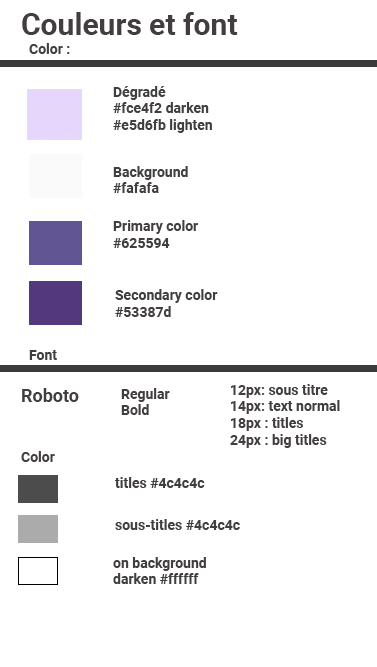 Couleurs et font
Color :
Dégradé
#fce4f2 darken
#e5d6fb lighten
Background
#fafafa
Primary color
#625594
Secondary color
#53387d
Font
Roboto
Regular
Bold
12px: sous titre
14px: text normal
18px : titles
24px : big titles
Color
titles #4c4c4c
sous-titles #4c4c4c
on background
darken #ffffff